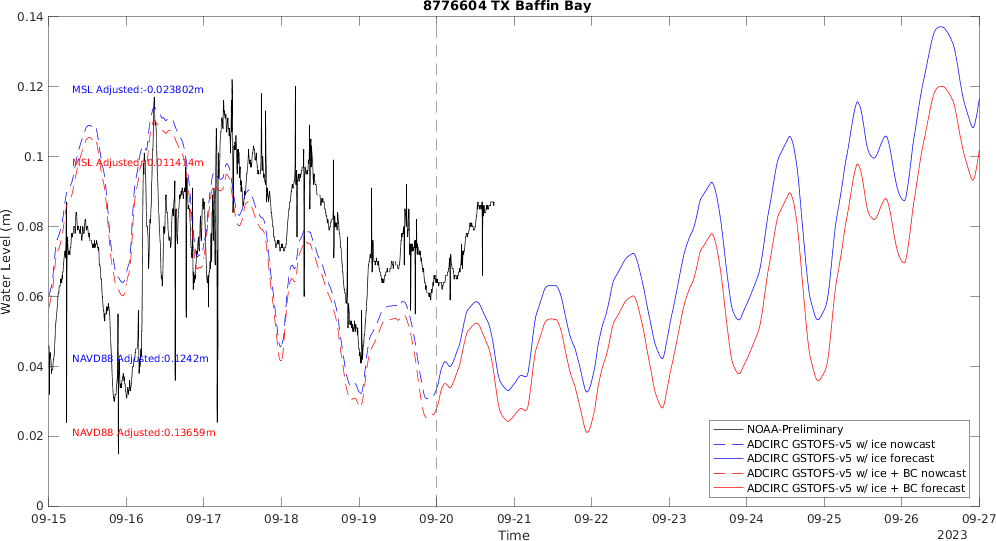 8776604 TX Baffin Bay
0.14
0.12
0.1
0.08
0.06
0.04
0.02
0
Water Level (m)
MSL Adjusted:-0.023802m
MSL Adjusted:-0.011414m
NAVD88 Adjusted:0.1242m
NAVD88 Adjusted:0.13659m
NOAA-Preliminary
ADCIRC GSTOFS-v5 w/ ice nowcast
ADCIRC GSTOFS-v5 w/ ice forecast
ADCIRC GSTOFS-v5 w/ ice + BC nowcast
ADCIRC GSTOFS-v5 w/ ice + BC forecast
09-15 09-16 09-17 09-18 09-19 09-20 09-21 09-22 09-23 09-24 09-25 09-26 09-27
Time
2023